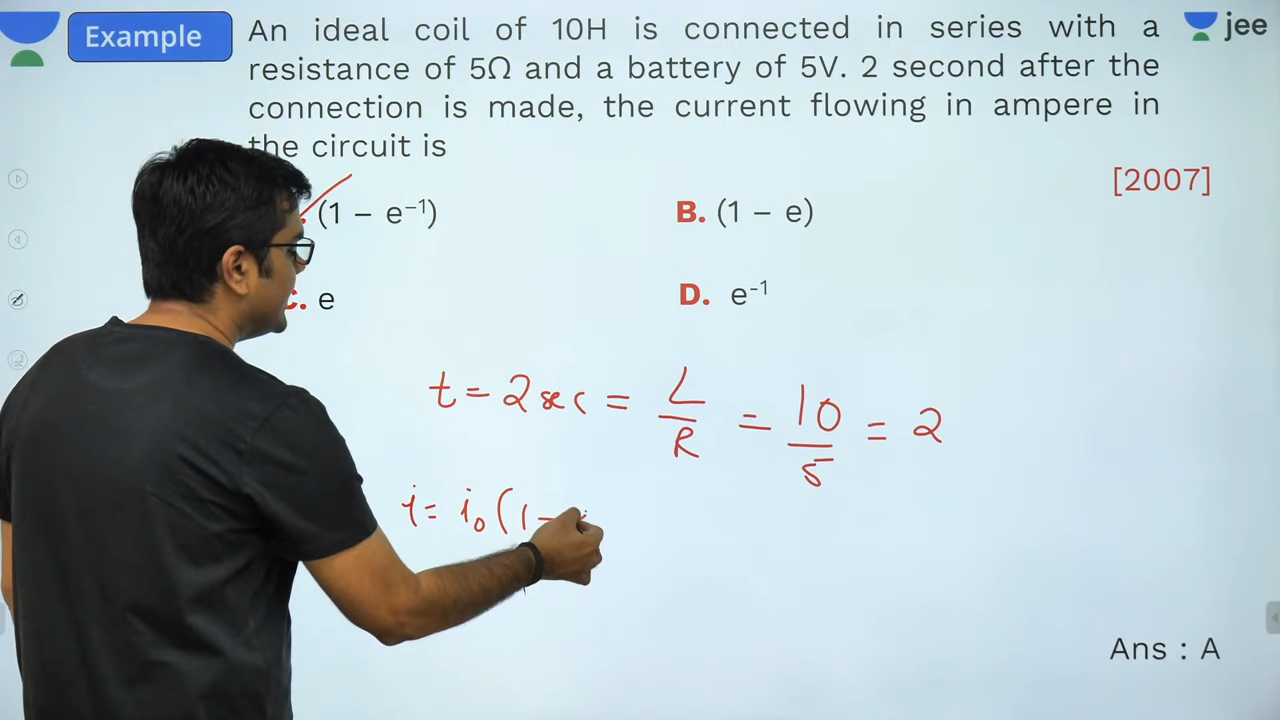 Example
An ideal coil of 10H is connected in series with a
resistance of 5Ω and a battery of 5V. 2 second after the
connection is made, the current flowing in ampere in
the circuit is
jee
[2007]
(1 – e⁻¹)
B. (1 – e)
C. e
D. e⁻¹
t = 2 sec = L/R = 10/5 = 2
i = i₀ (1 –
Ans : A